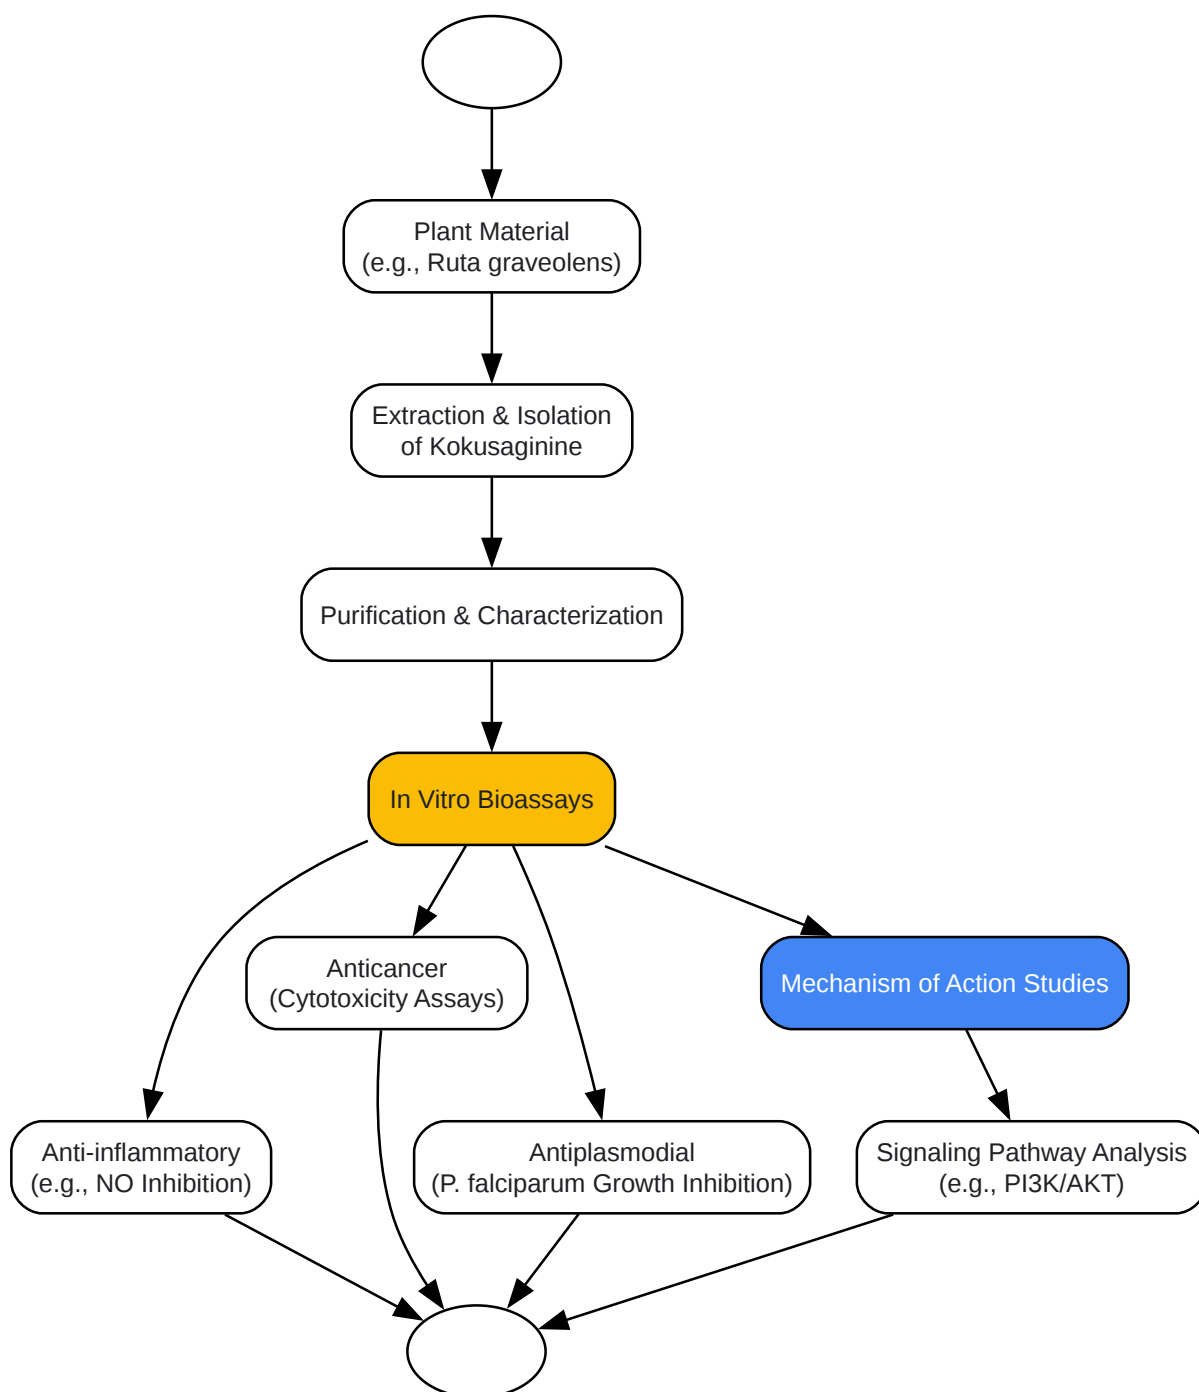 Plant Material
(e.g., Ruta graveolens)
Extraction & Isolation
of Kokusaginine
Purification & Characterization
In Vitro Bioassays
Anticancer
(Cytotoxicity Assays)
Mechanism of Action Studies
Anti-inflammatory
(e.g., NO Inhibition)
Antiplasmodial
(P. falciparum Growth Inhibition)
Signaling Pathway Analysis
(e.g., PI3K/AKT)